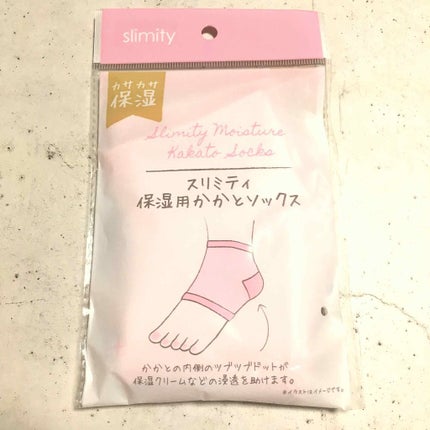 slimity
カサカサ
保湿
Slimity Moisture
Kakato Socks
スリミティ
保湿用かかとソックス
かかとの内側のツブツブドットが
保湿クリームなどの浸透を助けます。
※イラストはイメージです。